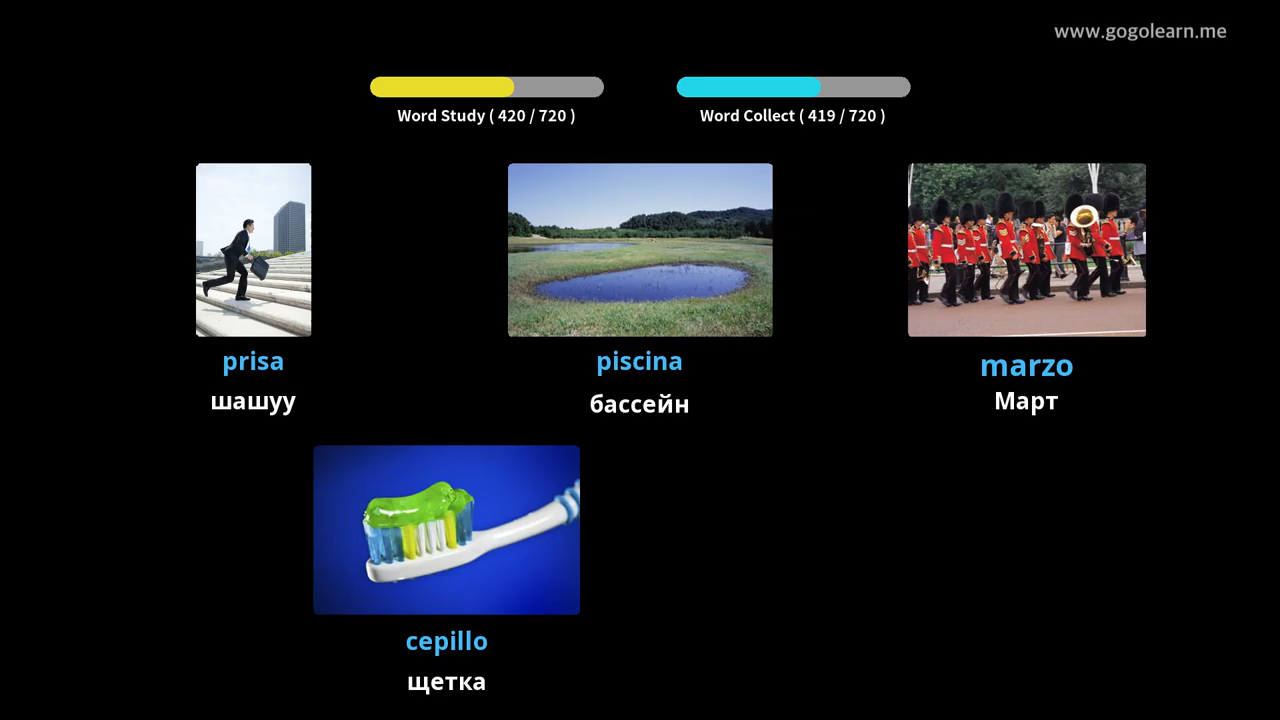 www.gogolearn.me
Word Study ( 420 / 720 )
Word Collect ( 419 / 720 )
prisa
piscina
marzo
шашуу
бассейн
Март
cepillo
щетка